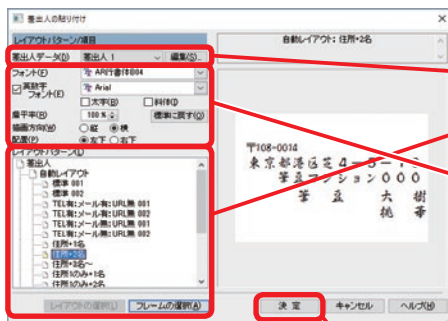 差出人の貼り付け
レイアウトパターン/項目
差出人データ(D) 差出人 1 編集(S)...
フォント(F) AR行書体B04
英数字フォント(E) Arial
太字(B) 斜体(I)
扁平率(R) 100 % 標準に戻す(O)
描画方向(W) 縦 横
配置(P) 左下 右下
レイアウトパターン(L)
差出人
自動レイアウト
標準 001
標準 002
TEL有:メール有:URL無 001
TEL有:メール有:URL無 002
TEL有:メール無:URL無 001
TEL有:メール無:URL無 002
住所+1名
住所+2名
住所+3名~
住所1のみ+1名
住所1のみ+2名
レイアウトの選択(L) フレームの選択(A)
自動レイアウト: 住所+2名
〒108-0014
東京都港区芝4-5-1
筆豆マンション000
筆 豆 大 樹
桃 華
決定 キャンセル ヘルプ(H)